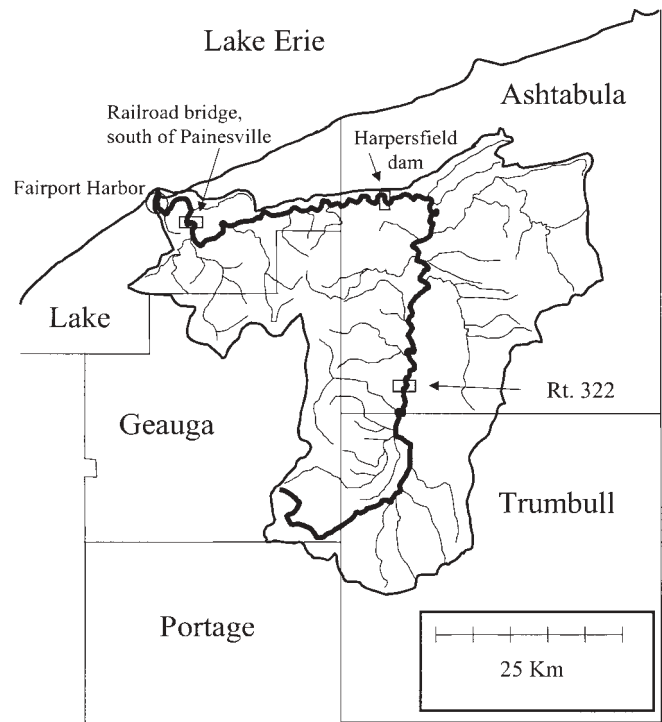 Lake Erie
Ashtabula
Railroad bridge,
south of Painesville
Harpersfield
dam
Fairport Harbor
Lake
Rt. 322
Geauga
Trumbull
Portage
25 Km